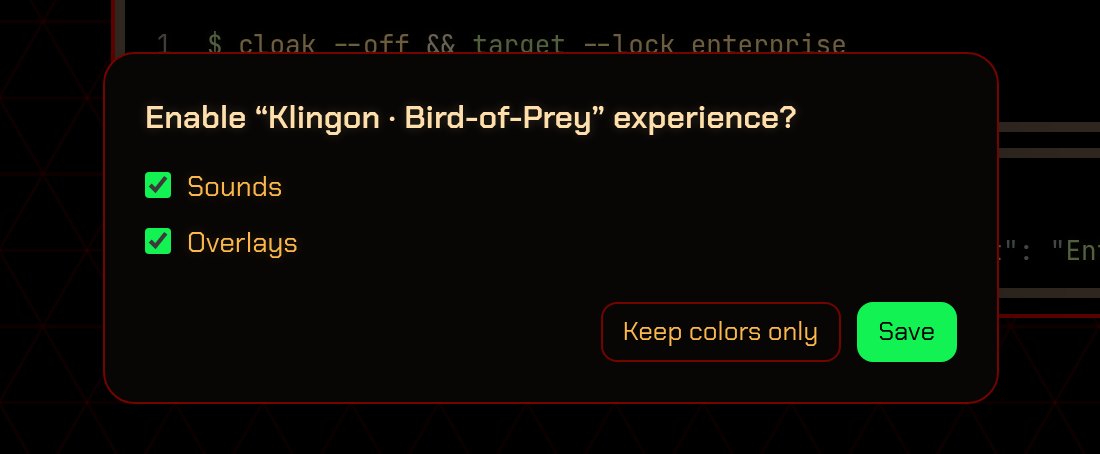 1 $ cloak --off && target --lock enterprise
Enable “Klingon · Bird-of-Prey” experience?
Sounds
Overlays
": "En
Keep colors only
Save